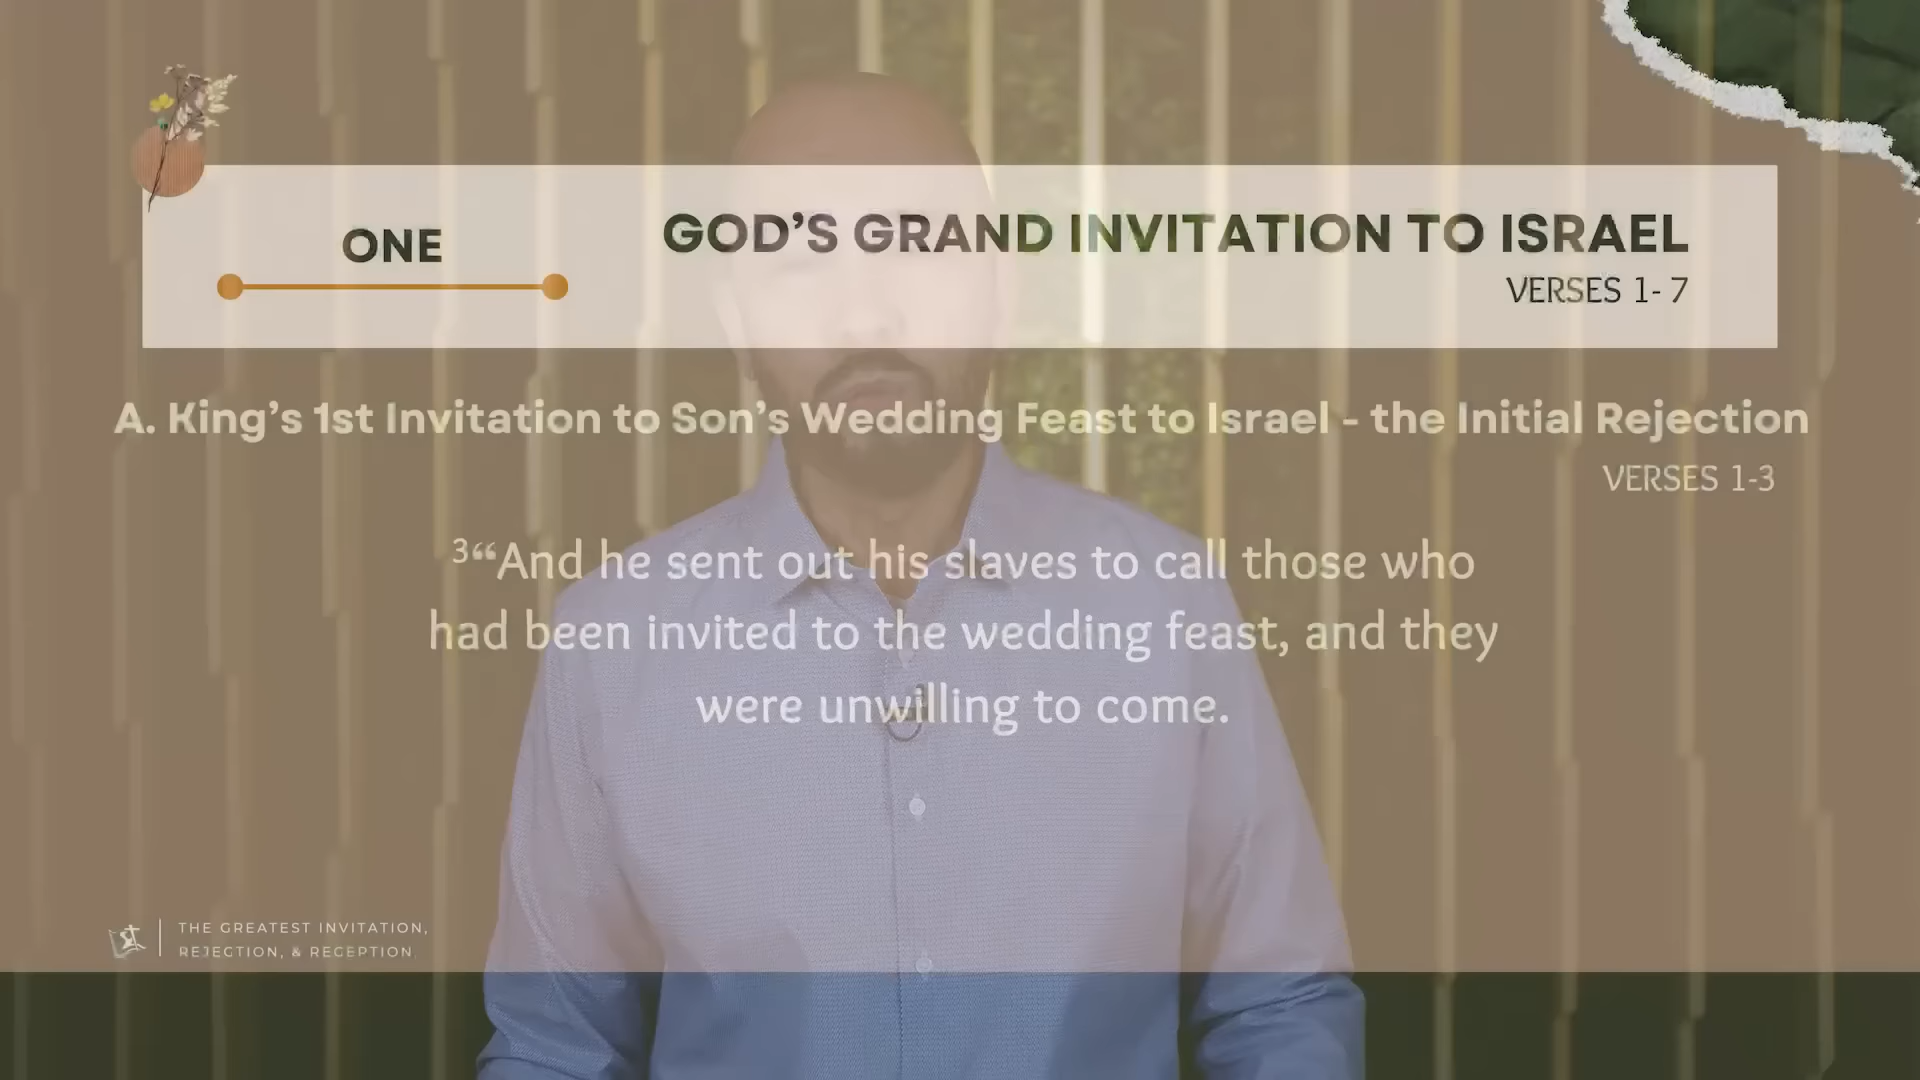 ONE
GOD’S GRAND INVITATION TO ISRAEL
VERSES 1- 7
A. King’s 1st Invitation to Son’s Wedding Feast to Israel - the Initial Rejection
VERSES 1-3
3“And he sent out his slaves to call those who
had been invited to the wedding feast, and they
were unwilling to come.
THE GREATEST INVITATION,
REJECTION, & RECEPTION